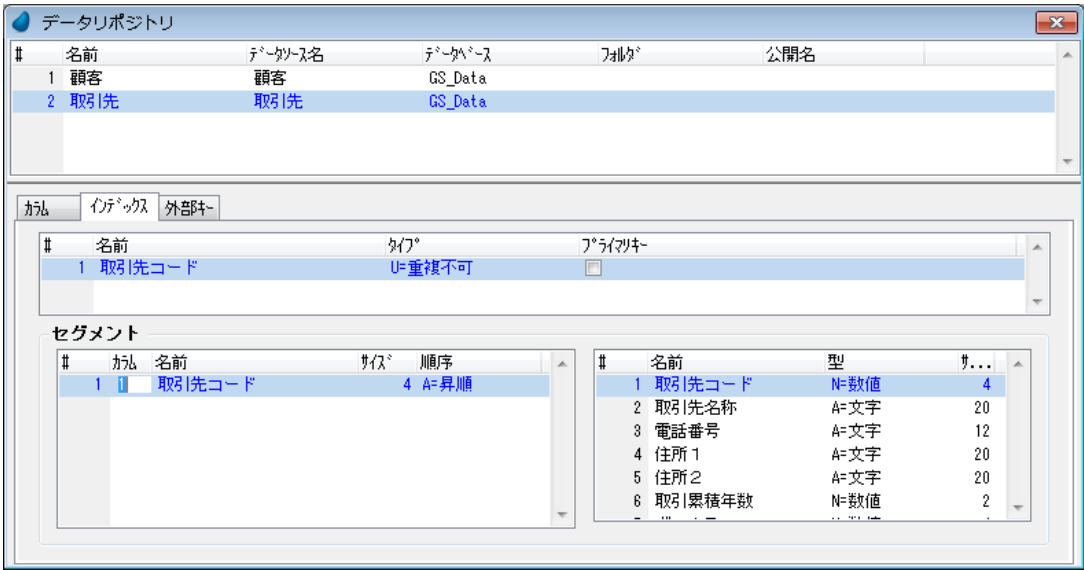 データリポジトリ
# 名前 ﾃﾞｰﾀｿｰｽ名 ﾃﾞｰﾀﾍﾞｰｽ ﾌｫﾙﾀﾞ 公開名
1 顧客 顧客 GS_Data
2 取引先 取引先 GS_Data
ｶﾗﾑ ｲﾝﾃﾞｯｸｽ 外部ｷｰ
# 名前 ﾀｲﾌﾟ ﾌﾟﾗｲﾏﾘｷｰ
1 取引先コード U=重複不可
セグメント
# ｶﾗﾑ 名前 ｻｲｽﾞ 順序
1 1 取引先コード 4 A=昇順
# 名前 型 ｻ...
1 取引先コード N=数値 4
2 取引先名称 A=文字 20
3 電話番号 A=文字 12
4 住所１ A=文字 20
5 住所２ A=文字 20
6 取引累積年数 N=数値 2